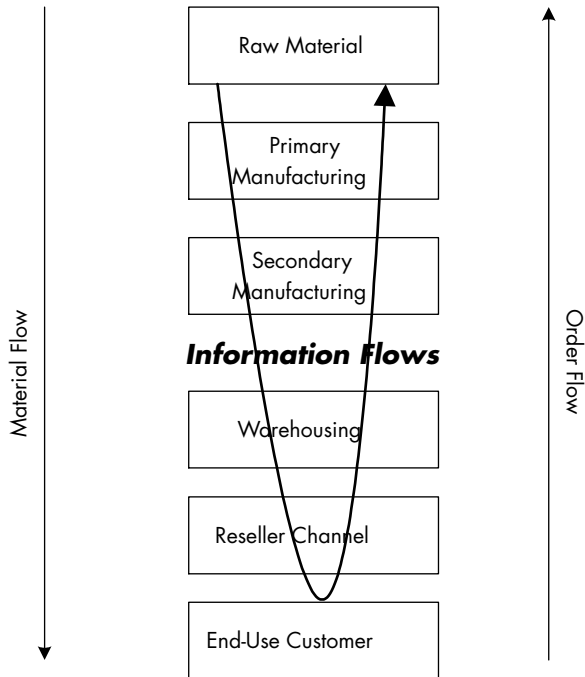 Raw Material
Primary
Manufacturing
Secondary
Manufacturing
Information Flows
Warehousing
Reseller Channel
End-Use Customer
Material Flow
Order Flow